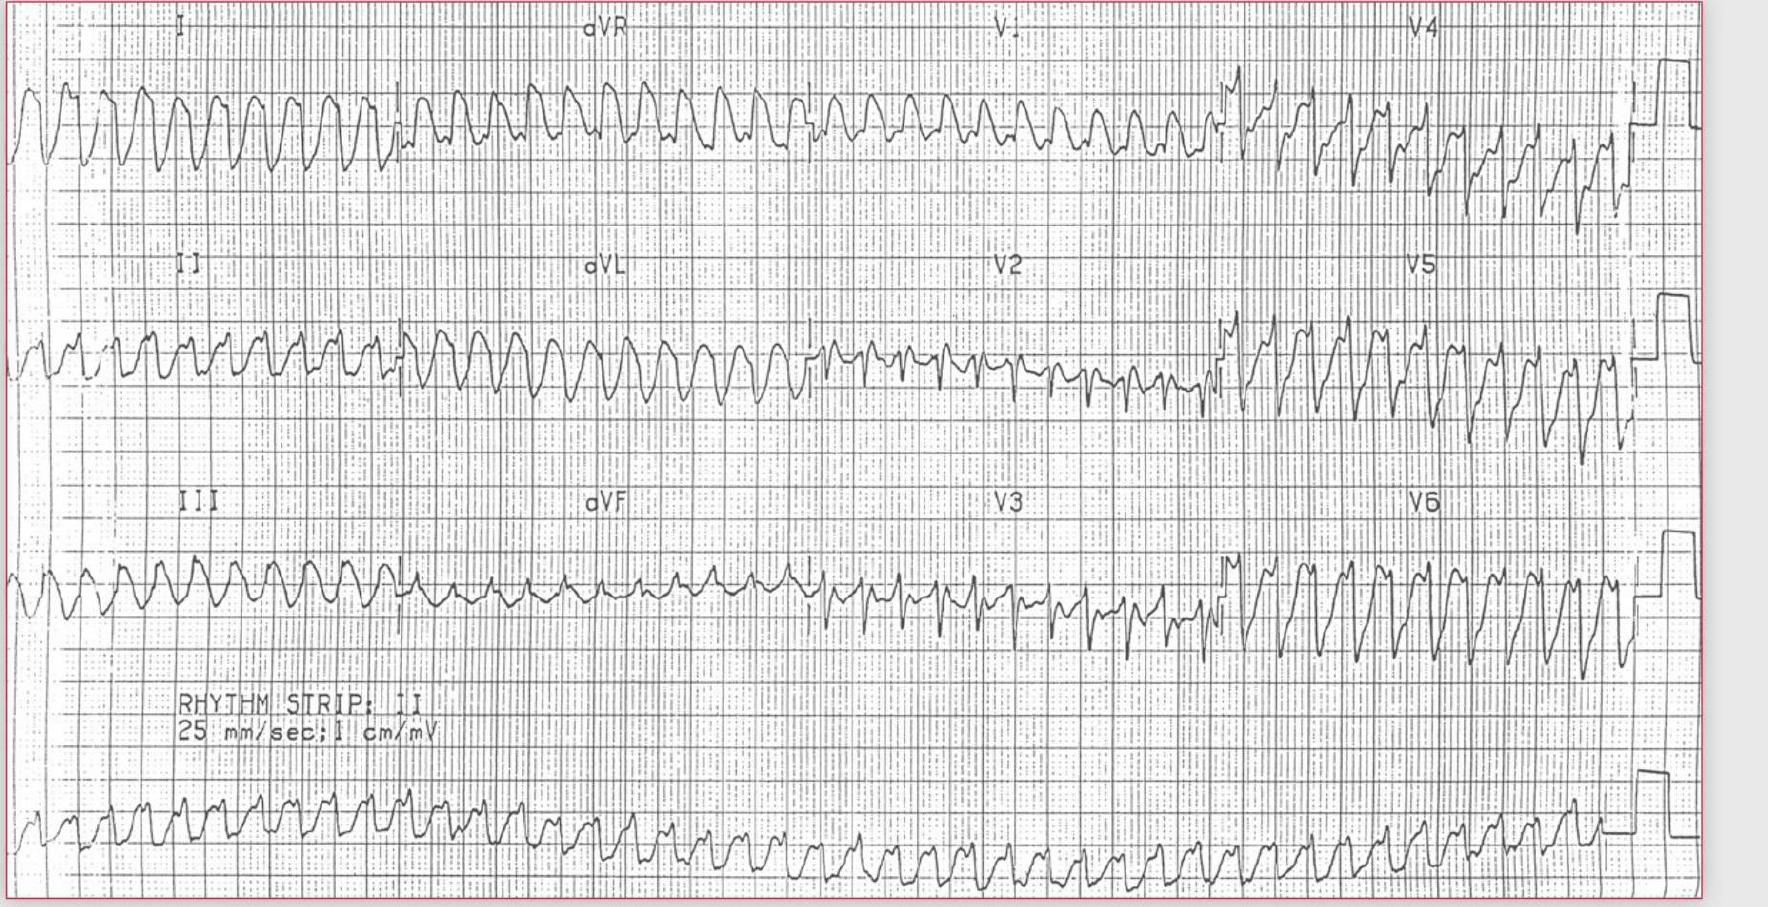 I aVR V1 V4
II aVL V2 V5
III aVF V3 V6
RHYTHM STRIP: II
25 mm/sec;1 cm/mV